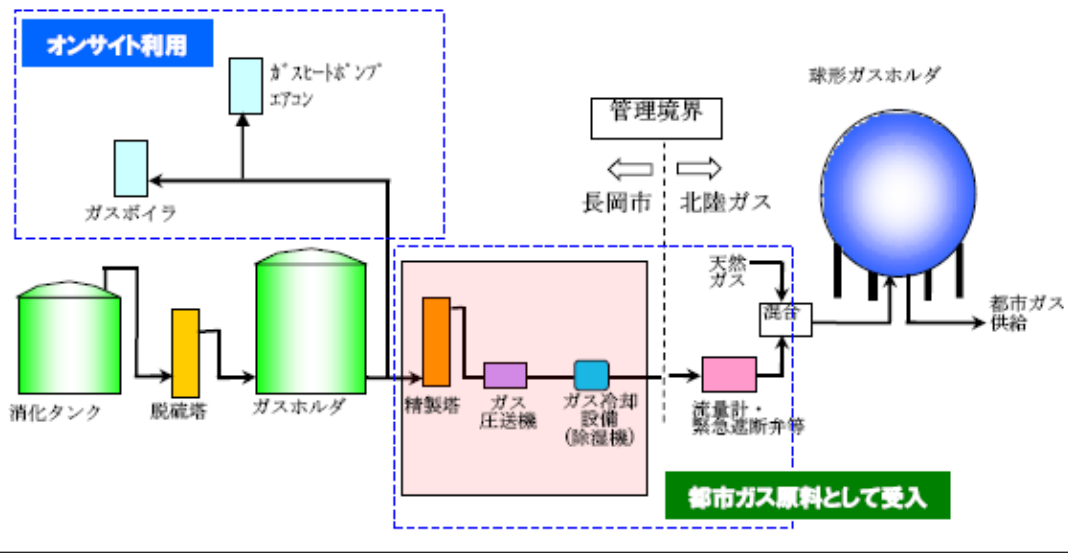 オンサイト利用
ガスヒートポンプ
エアコン
ガスボイラ
管理境界
長岡市
北陸ガス
球形ガスホルダ
天然
ガス
混合
都市ガス
供給
消化タンク
脱硫塔
ガスホルダ
精製塔
ガス
圧送機
ガス冷却
設備
(除湿機)
流量計・
緊急遮断弁等
都市ガス原料として受入